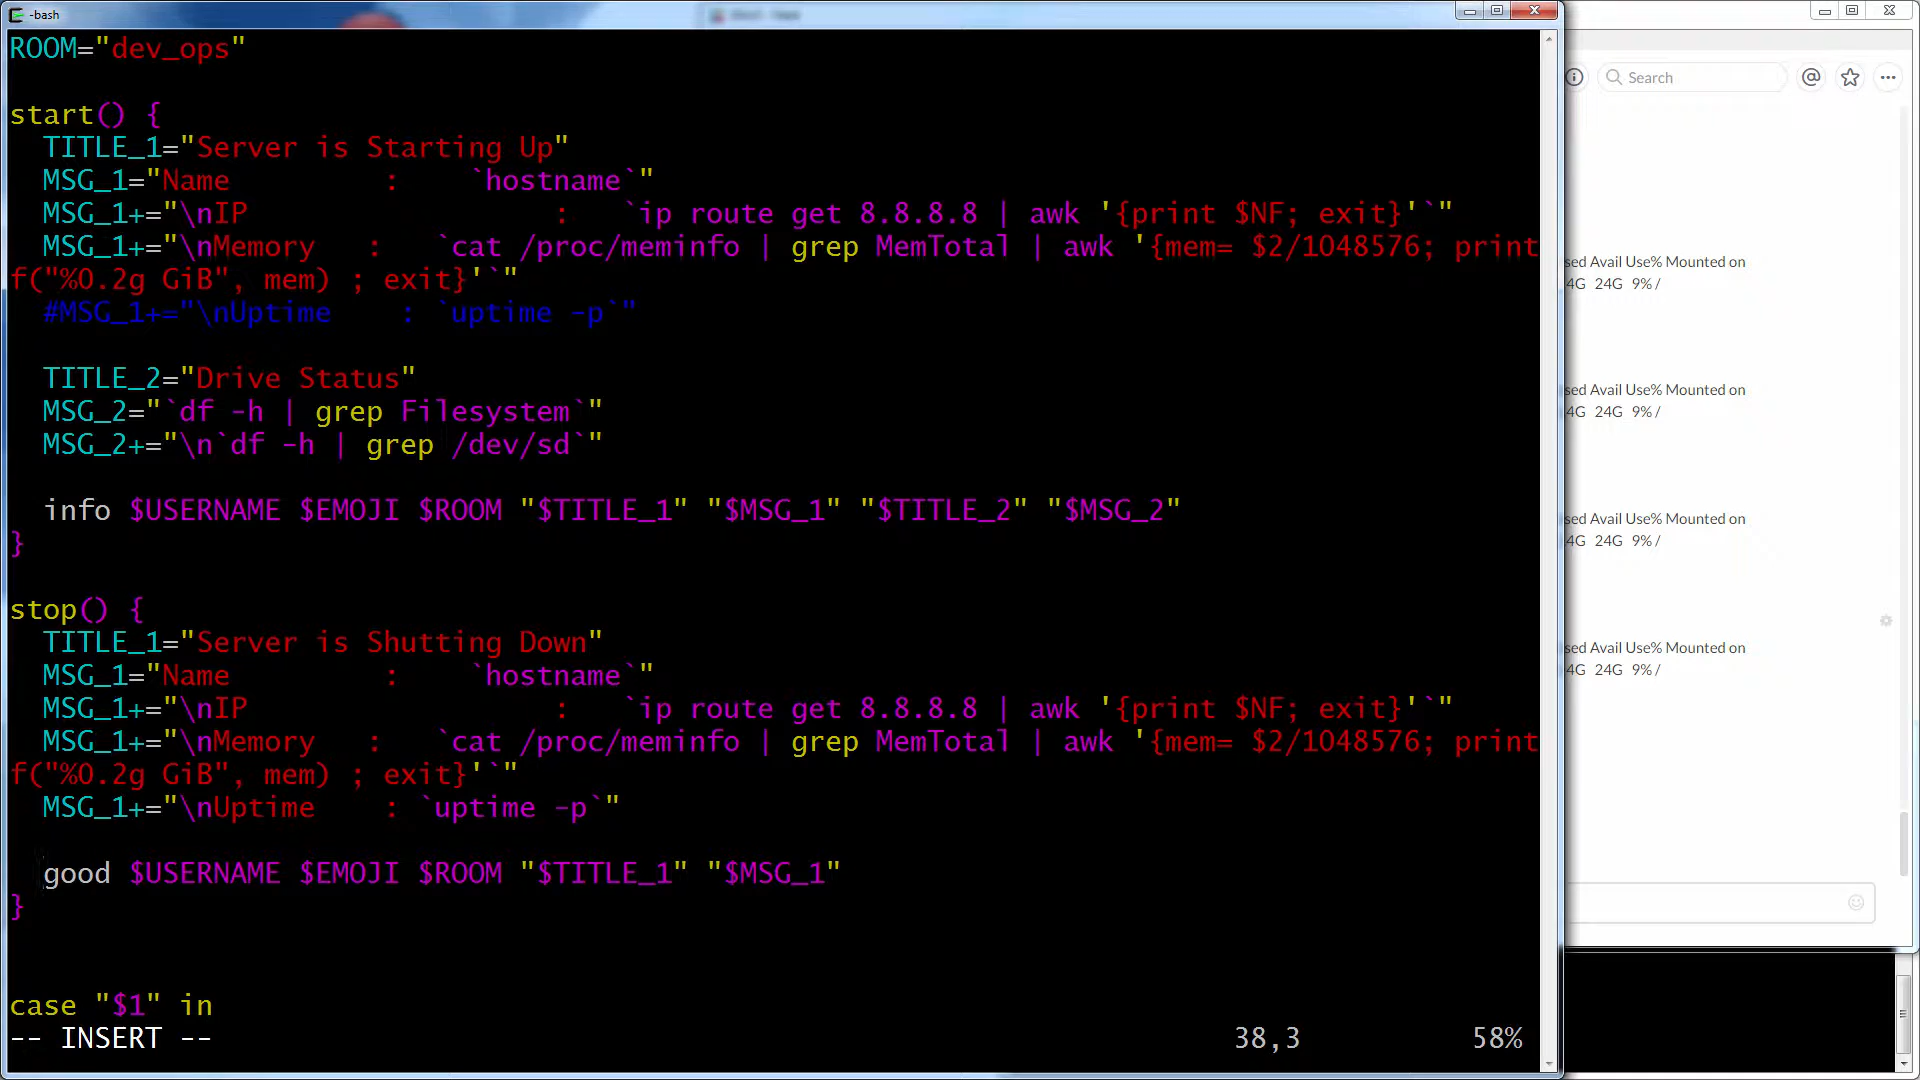 -bash
ROOM="dev_ops"
start() {
  TITLE_1="Server is Starting Up"
  MSG_1="Name         :    `hostname`"
  MSG_1+="\nIP                  :   `ip route get 8.8.8.8 | awk '{print $NF; exit}'`"
  MSG_1+="\nMemory   :   `cat /proc/meminfo | grep MemTotal | awk '{mem= $2/1048576; print
f("%0.2g GiB", mem) ; exit}'`"
  #MSG_1+="\nUptime    : `uptime -p`"
  TITLE_2="Drive Status"
  MSG_2="`df -h | grep Filesystem`"
  MSG_2+="\n`df -h | grep /dev/sd`"
  info $USERNAME $EMOJI $ROOM "$TITLE_1" "$MSG_1" "$TITLE_2" "$MSG_2"
}
stop() {
  TITLE_1="Server is Shutting Down"
  MSG_1="Name         :    `hostname`"
  MSG_1+="\nIP                  :   `ip route get 8.8.8.8 | awk '{print $NF; exit}'`"
  MSG_1+="\nMemory   :   `cat /proc/meminfo | grep MemTotal | awk '{mem= $2/1048576; print
f("%0.2g GiB", mem) ; exit}'`"
  MSG_1+="\nUptime    : `uptime -p`"
  good $USERNAME $EMOJI $ROOM "$TITLE_1" "$MSG_1"
}
case "$1" in
-- INSERT --                                                  38,3          58%
Search
sed Avail Use% Mounted on
4G 24G 9% /
sed Avail Use% Mounted on
4G 24G 9% /
sed Avail Use% Mounted on
4G 24G 9% /
sed Avail Use% Mounted on
4G 24G 9% /